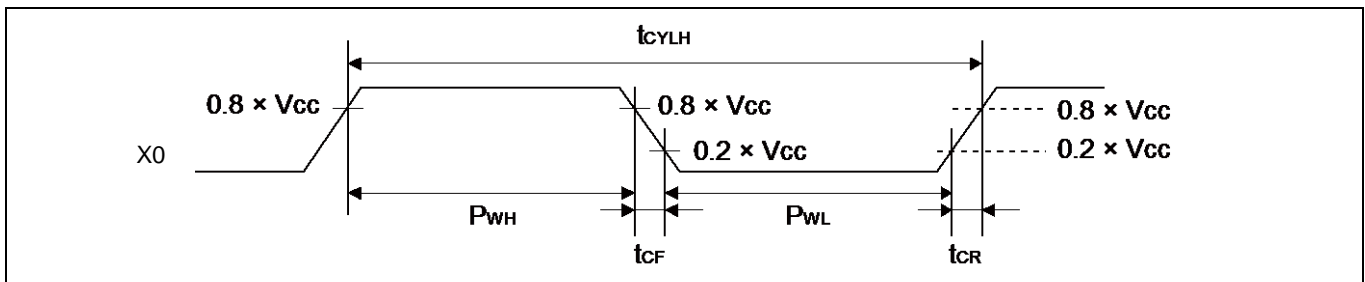 tCYLH
0.8 × VCC
0.8 × VCC
0.8 × VCC
X0
0.2 × VCC
0.2 × VCC
PWH
PWL
tCF
tCR